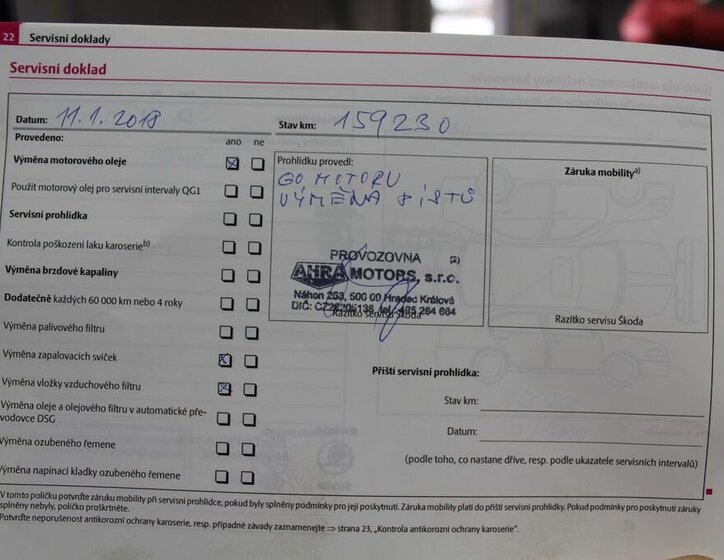 22 Servisní doklady
Servisní doklad
Datum: 11.1.2018 Stav km: 159230
Provedeno: ano ne
Výměna motorového oleje
Použit motorový olej pro servisní intervaly QG1
Servisní prohlídka
Kontrola poškození laku karoserie b)
Výměna brzdové kapaliny
Dodatečně každých 60 000 km nebo 4 roky
Výměna palivového filtru
Výměna zapalovacích svíček
Výměna vložky vzduchového filtru
Výměna oleje a olejového filtru v automatické pře-
vodovce DSG
Výměna ozubeného řemene
Výměna napínací kladky ozubeného řemene
Prohlídku provedl:
GO MOTORU
VÝMĚNA PÍSTŮ
PROVOZOVNA (2)
AHRA MOTORS, s.r.o.
Náhon 253, 500 00 Hradec Králové
Razítko servisu Škoda
Záruka mobility a)
Razítko servisu Škoda
Příští servisní prohlídka:
Stav km:
Datum:
(podle toho, co nastane dříve, resp. podle ukazatele servisních intervalů)
V tomto políčku potvrďte záruku mobility při servisní prohlídce, pokud byly splněny podmínky pro její poskytnutí. Záruka mobility platí do příští servisní prohlídky. Pokud podmínky pro poskytnutí záruky
splněny nebyly, políčko proškrtněte.
Potvrďte neporušenost antikorozní ochrany karoserie, resp. případné závady zaznamenejte ⇒ strana 23, „Kontrola antikorozní ochrany karoserie".